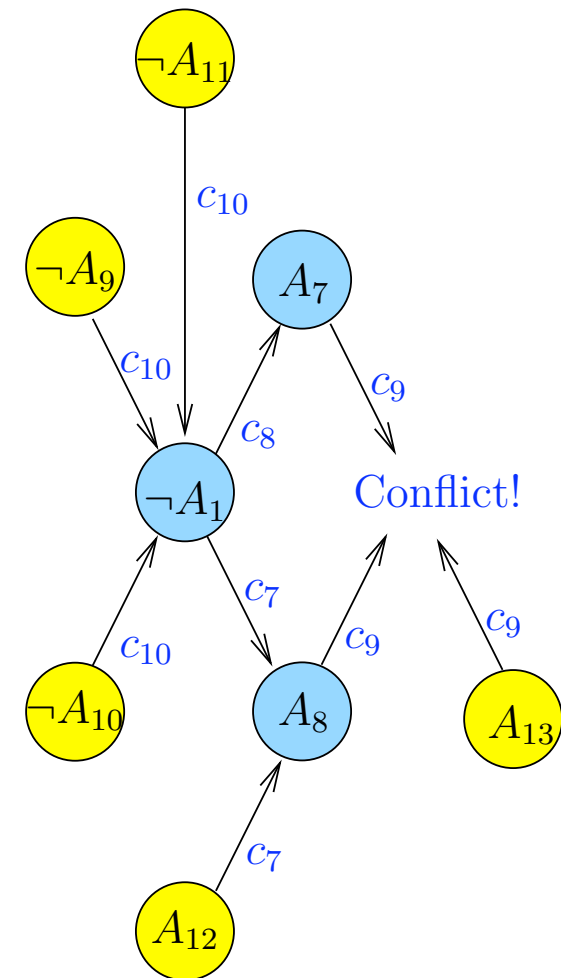 ¬A₁₁
c₁₀
¬A₉
A₇
c₁₀
c₉
c₈
¬A₁
Conflict!
c₇
c₉
c₉
c₁₀
¬A₁₀
A₈
A₁₃
c₇
A₁₂